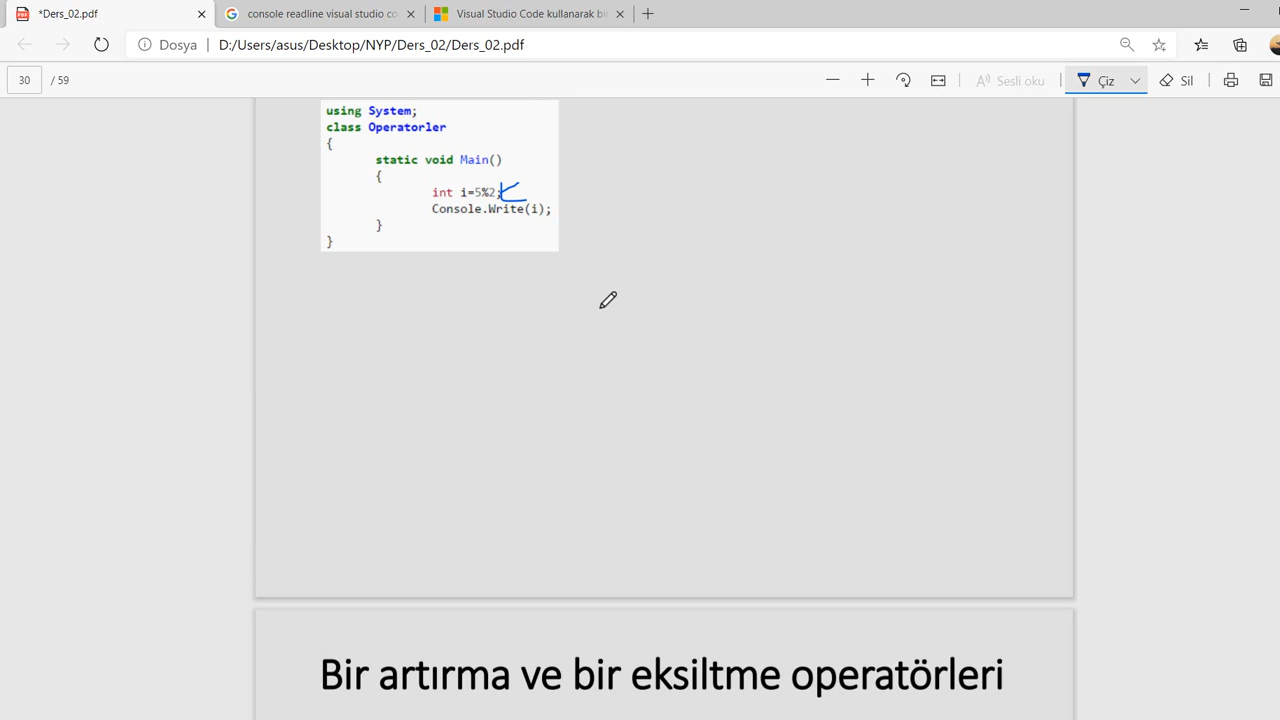 *Ders_02.pdf
console readline visual studio co
Visual Studio Code kullanarak bir
Dosya
D:/Users/asus/Desktop/NYP/Ders_02/Ders_02.pdf
30 / 59
Sesli oku
Çiz
Sil
using System;
class Operatorler
{
static void Main()
{
int i=5%2;
Console.Write(i);
}
}
Bir artırma ve bir eksiltme operatörleri